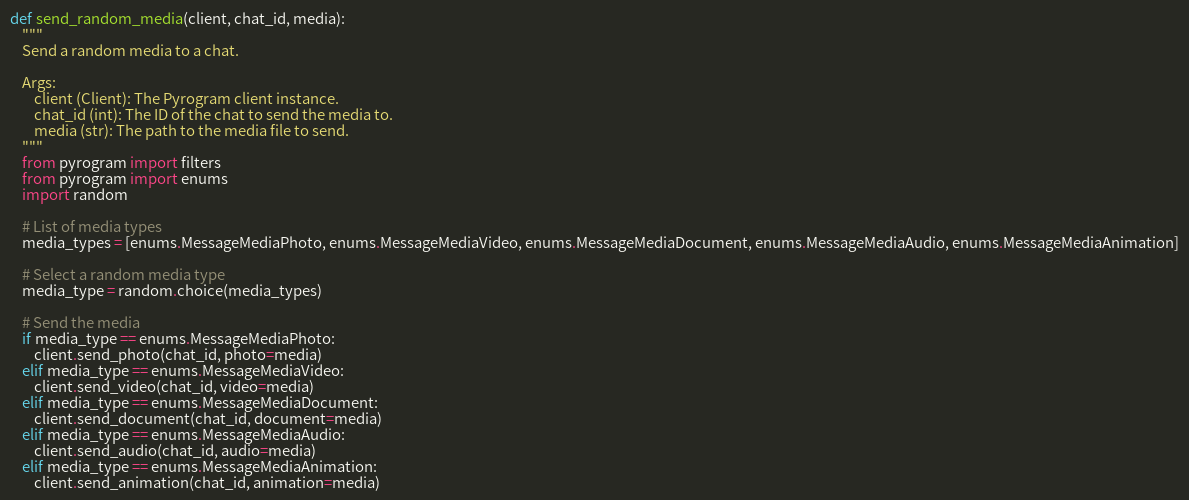 def send_random_media(client, chat_id, media):
    """
    Send a random media to a chat.

    Args:
        client (Client): The Pyrogram client instance.
        chat_id (int): The ID of the chat to send the media to.
        media (str): The path to the media file to send.
    """
    from pyrogram import filters
    from pyrogram import enums
    import random

    # List of media types
    media_types = [enums.MessageMediaPhoto, enums.MessageMediaVideo, enums.MessageMediaDocument, enums.MessageMediaAudio, enums.MessageMediaAnimation]

    # Select a random media type
    media_type = random.choice(media_types)

    # Send the media
    if media_type == enums.MessageMediaPhoto:
        client.send_photo(chat_id, photo=media)
    elif media_type == enums.MessageMediaVideo:
        client.send_video(chat_id, video=media)
    elif media_type == enums.MessageMediaDocument:
        client.send_document(chat_id, document=media)
    elif media_type == enums.MessageMediaAudio:
        client.send_audio(chat_id, audio=media)
    elif media_type == enums.MessageMediaAnimation:
        client.send_animation(chat_id, animation=media)